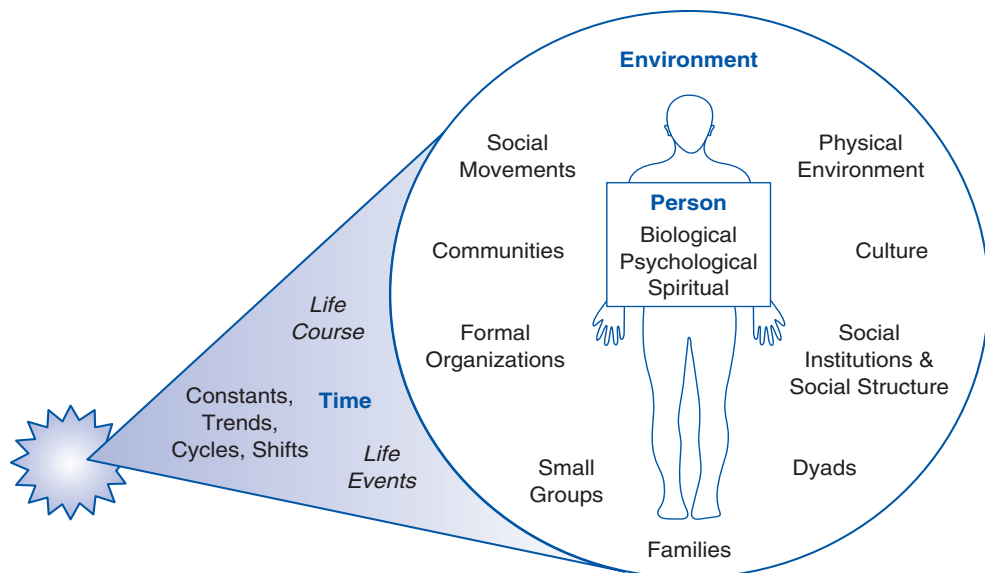 Environment
Social
Movements
Physical
Environment
Person
Biological
Psychological
Spiritual
Communities
Culture
Life
Course
Formal
Organizations
Social
Institutions &
Social Structure
Constants,
Trends,
Cycles, Shifts
Time
Life
Events
Small
Groups
Dyads
Families